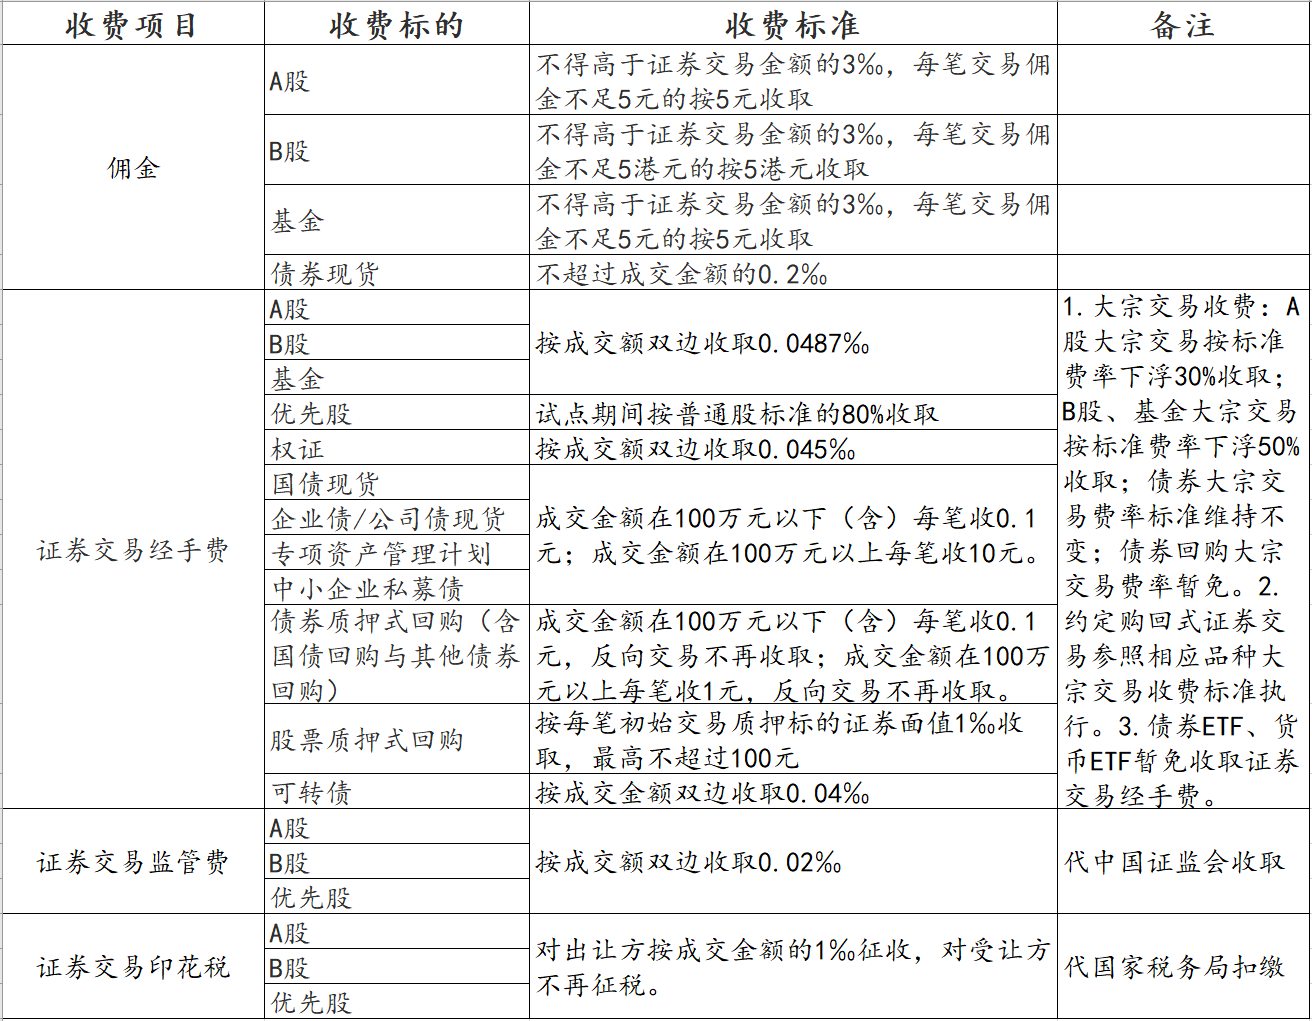 收费项目
收费标的
收费标准
备注
佣金
A股
不得高于证券交易金额的3‰，每笔交易佣
金不足5元的按5元收取
B股
不得高于证券交易金额的3‰，每笔交易佣
金不足5港元的按5港元收取
基金
不得高于证券交易金额的3‰，每笔交易佣
金不足5元的按5元收取
债券现货
不超过成交金额的0.2‰
证券交易经手费
A股
B股
基金
按成交额双边收取0.0487‰
优先股
试点期间按普通股标准的80%收取
权证
按成交额双边收取0.045‰
国债现货
企业债/公司债现货
专项资产管理计划
中小企业私募债
成交金额在100万元以下（含）每笔收0.1
元；成交金额在100万元以上每笔收10元。
债券质押式回购（含
国债回购与其他债券
回购）
成交金额在100万元以下（含）每笔收0.1
元，反向交易不再收取；成交金额在100万
元以上每笔收1元，反向交易不再收取。
股票质押式回购
按每笔初始交易质押标的证券面值1‰收
取，最高不超过100元
可转债
按成交金额双边收取0.04‰
1.大宗交易收费：A
股大宗交易按标准
费率下浮30%收取；
B股、基金大宗交易
按标准费率下浮50%
收取；债券大宗交
易费率标准维持不
变；债券回购大宗
交易费率暂免。2.
约定购回式证券交
易参照相应品种大
宗交易收费标准执
行。3.债券ETF、货
币ETF暂免收取证券
交易经手费。
证券交易监管费
A股
B股
优先股
按成交额双边收取0.02‰
代中国证监会收取
证券交易印花税
A股
B股
优先股
对出让方按成交金额的1‰征收，对受让方
不再征税。
代国家税务局扣缴